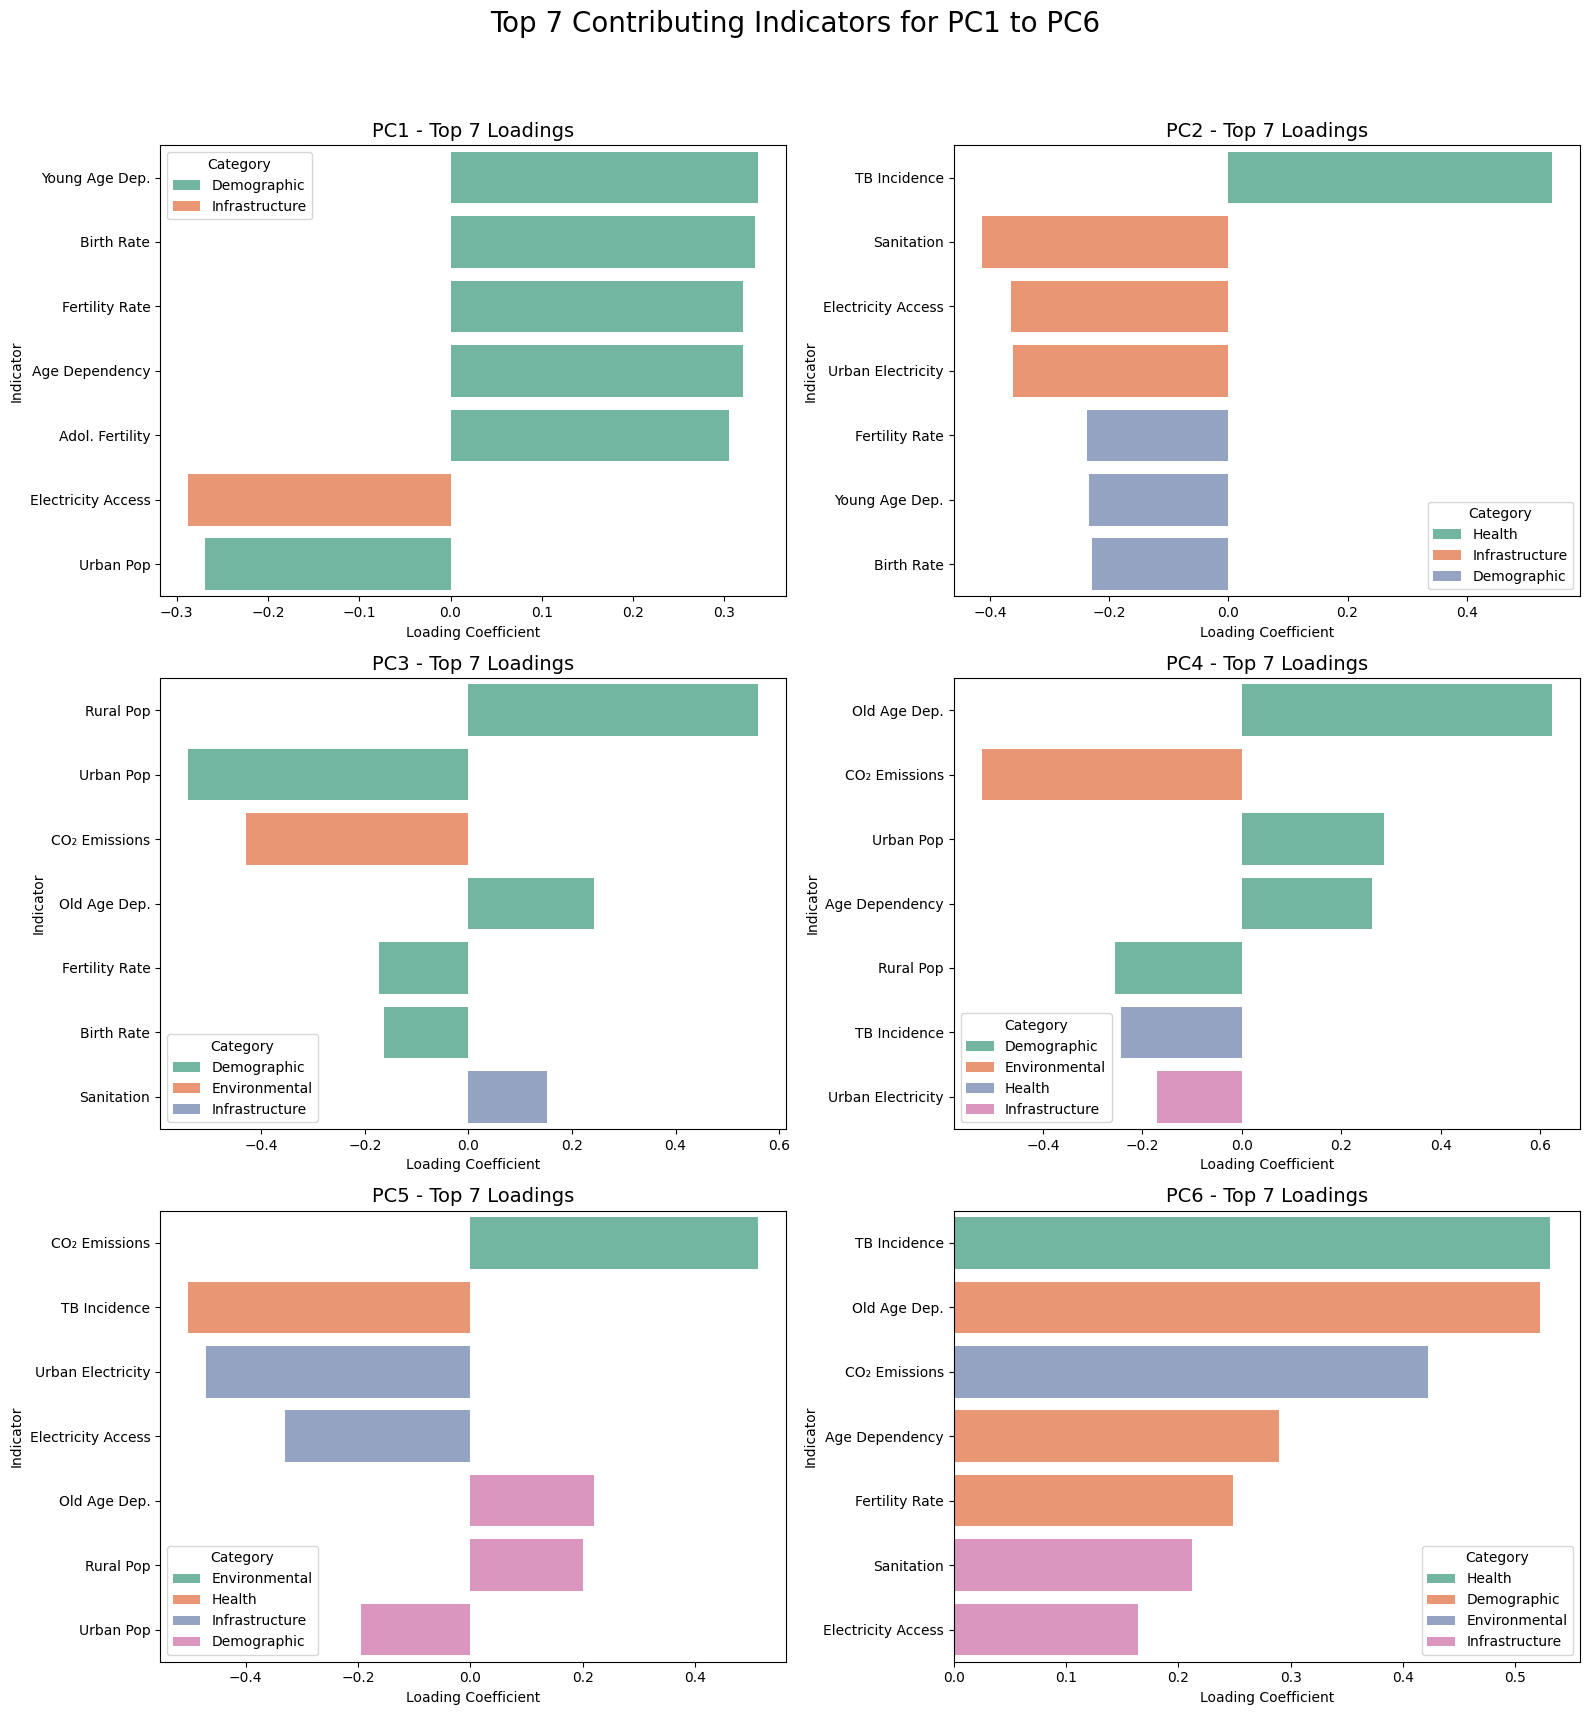 Top 7 Contributing Indicators for PC1 to PC6
PC1 - Top 7 Loadings
Indicator
Young Age Dep.
Birth Rate
Fertility Rate
Age Dependency
Adol. Fertility
Electricity Access
Urban Pop
Category
Demographic
Infrastructure
−0.3 −0.2 −0.1 0.0 0.1 0.2 0.3
Loading Coefficient
PC2 - Top 7 Loadings
Indicator
TB Incidence
Sanitation
Electricity Access
Urban Electricity
Fertility Rate
Young Age Dep.
Birth Rate
Category
Health
Infrastructure
Demographic
−0.4 −0.2 0.0 0.2 0.4
Loading Coefficient
PC3 - Top 7 Loadings
Indicator
Rural Pop
Urban Pop
CO₂ Emissions
Old Age Dep.
Fertility Rate
Birth Rate
Sanitation
Category
Demographic
Environmental
Infrastructure
−0.4 −0.2 0.0 0.2 0.4 0.6
Loading Coefficient
PC4 - Top 7 Loadings
Indicator
Old Age Dep.
CO₂ Emissions
Urban Pop
Age Dependency
Rural Pop
TB Incidence
Urban Electricity
Category
Demographic
Environmental
Health
Infrastructure
−0.4 −0.2 0.0 0.2 0.4 0.6
Loading Coefficient
PC5 - Top 7 Loadings
Indicator
CO₂ Emissions
TB Incidence
Urban Electricity
Electricity Access
Old Age Dep.
Rural Pop
Urban Pop
Category
Environmental
Health
Infrastructure
Demographic
−0.4 −0.2 0.0 0.2 0.4
Loading Coefficient
PC6 - Top 7 Loadings
Indicator
TB Incidence
Old Age Dep.
CO₂ Emissions
Age Dependency
Fertility Rate
Sanitation
Electricity Access
Category
Health
Demographic
Environmental
Infrastructure
0.0 0.1 0.2 0.3 0.4 0.5
Loading Coefficient